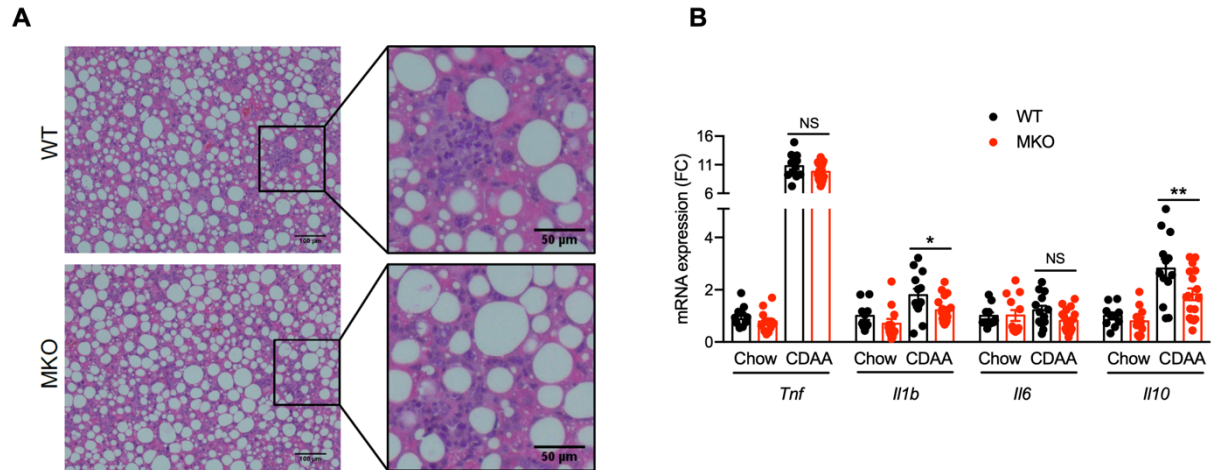 A
WT
100 µm
50 µm
MKO
100 µm
50 µm
B
WT
MKO
mRNA expression (FC)
16
11
6
4
2
0
NS
*
NS
**
Chow CDAA Chow CDAA Chow CDAA Chow CDAA
Tnf Il1b Il6 Il10